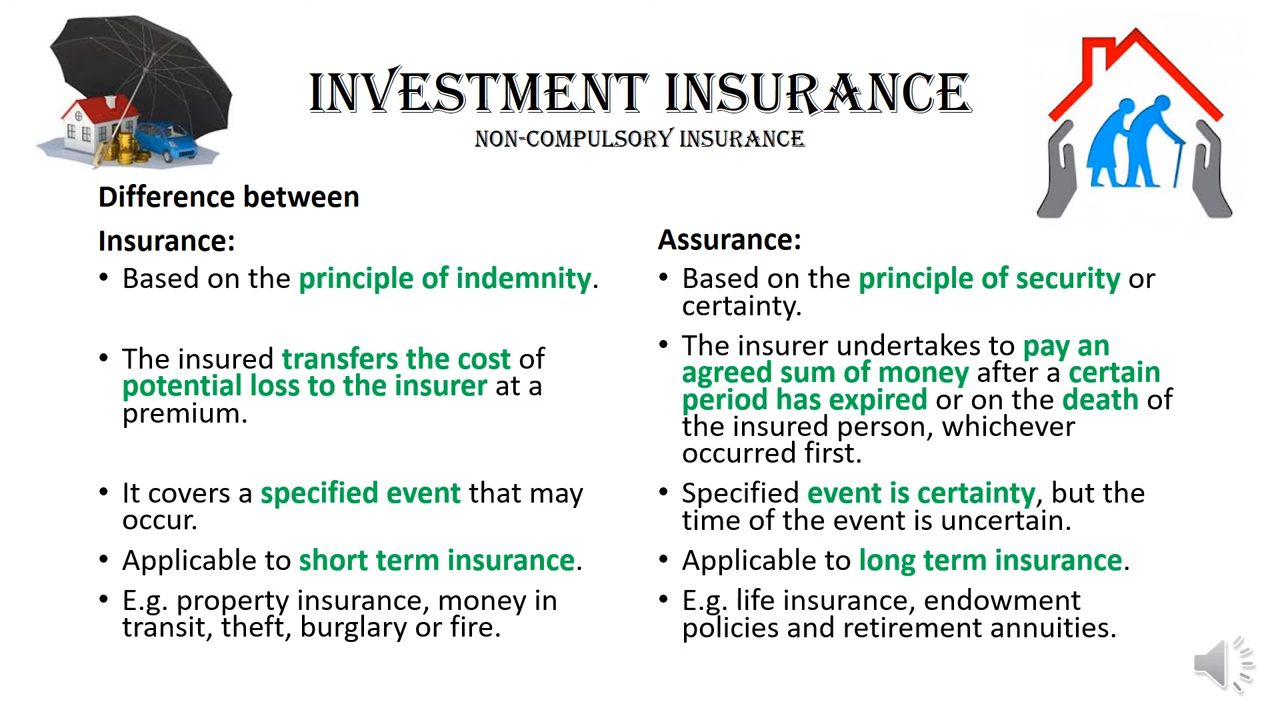 INVESTMENT INSURANCE
NON-COMPULSORY INSURANCE
Difference between
Insurance:
• Based on the principle of indemnity.
• The insured transfers the cost of
potential loss to the insurer at a
premium.
• It covers a specified event that may
occur.
• Applicable to short term insurance.
• E.g. property insurance, money in
transit, theft, burglary or fire.
Assurance:
• Based on the principle of security or
certainty.
• The insurer undertakes to pay an
agreed sum of money after a certain
period has expired or on the death of
the insured person, whichever
occurred first.
• Specified event is certainty, but the
time of the event is uncertain.
• Applicable to long term insurance.
• E.g. life insurance, endowment
policies and retirement annuities.